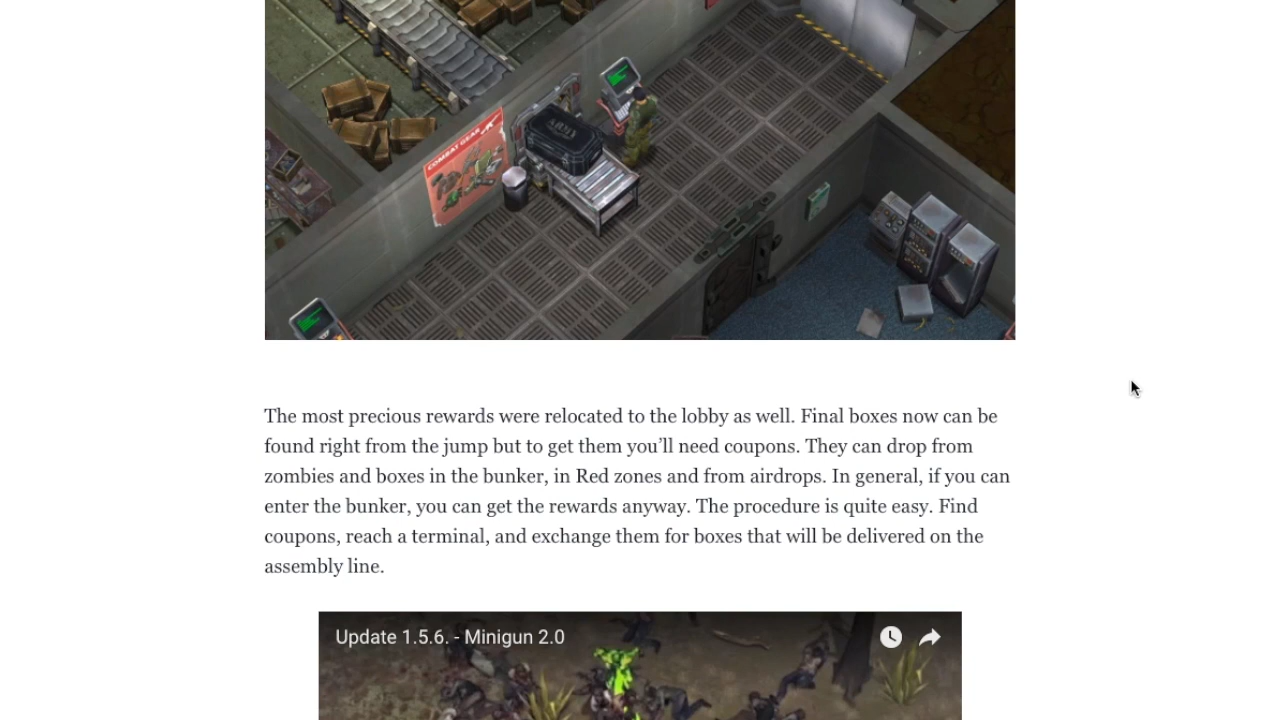 COMBAT GEAR
ARMY
The most precious rewards were relocated to the lobby as well. Final boxes now can be
found right from the jump but to get them you’ll need coupons. They can drop from
zombies and boxes in the bunker, in Red zones and from airdrops. In general, if you can
enter the bunker, you can get the rewards anyway. The procedure is quite easy. Find
coupons, reach a terminal, and exchange them for boxes that will be delivered on the
assembly line.
Update 1.5.6. - Minigun 2.0